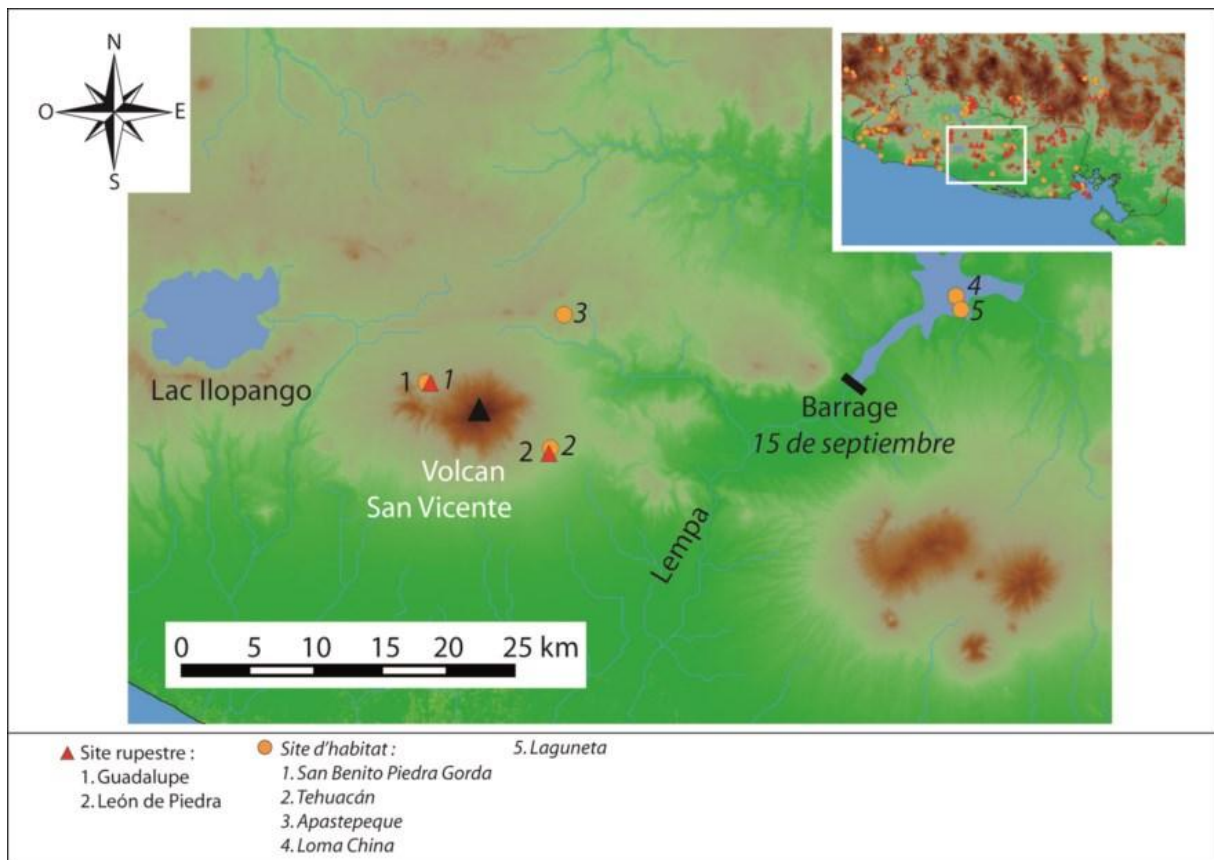 N
O
E
S
3
4
5
Lac Ilopango
1
1
Barrage
15 de septiembre
2
2
Volcan
San Vicente
Lempa
0 5 10 15 20 25 km
Site rupestre :
1. Guadalupe
2. León de Piedra
Site d'habitat :
1. San Benito Piedra Gorda
2. Tehuacán
3. Apastepeque
4. Loma China
5. Laguneta